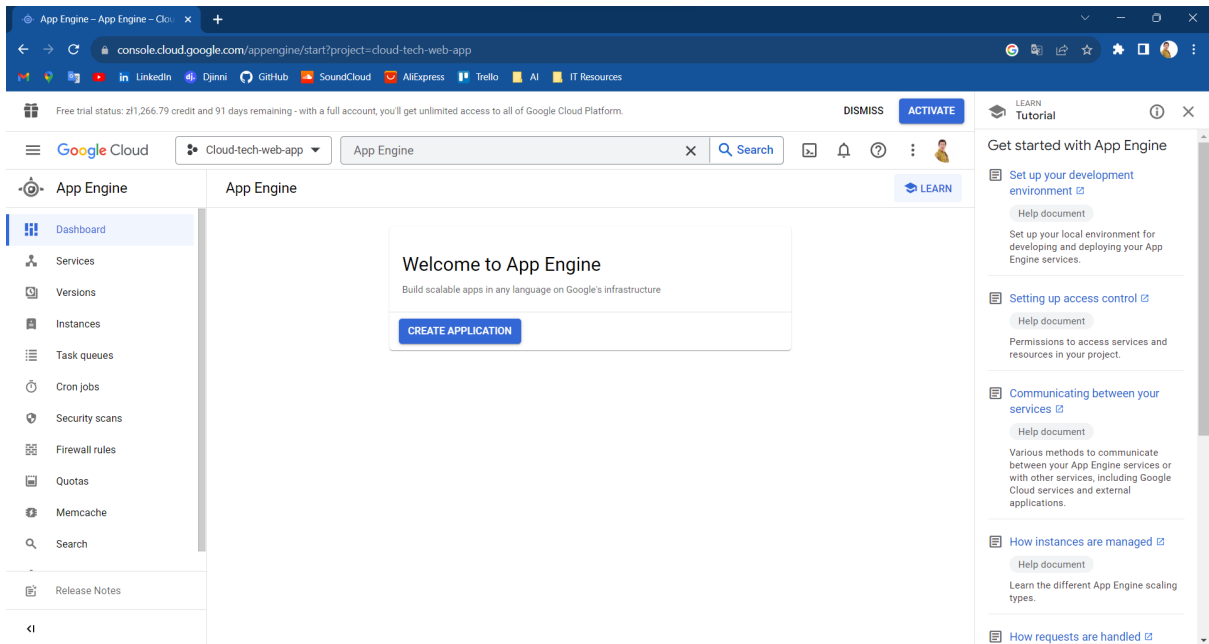 App Engine – App Engine – Clou
console.cloud.google.com/appengine/start?project=cloud-tech-web-app
LinkedIn Djinni GitHub SoundCloud AliExpress Trello AI IT Resources
Free trial status: zł1,266.79 credit and 91 days remaining - with a full account, you'll get unlimited access to all of Google Cloud Platform.
DISMISS
ACTIVATE
Google Cloud
Cloud-tech-web-app
App Engine
Search
App Engine
App Engine
LEARN
Dashboard
Services
Versions
Instances
Task queues
Cron jobs
Security scans
Firewall rules
Quotas
Memcache
Search
Release Notes
Welcome to App Engine
Build scalable apps in any language on Google's infrastructure
CREATE APPLICATION
LEARN
Tutorial
Get started with App Engine
Set up your development
environment
Help document
Set up your local environment for
developing and deploying your App
Engine services.
Setting up access control
Help document
Permissions to access services and
resources in your project.
Communicating between your
services
Help document
Various methods to communicate
between your App Engine services or
with other services, including Google
Cloud services and external
applications.
How instances are managed
Help document
Learn the different App Engine scaling
types.
How requests are handled